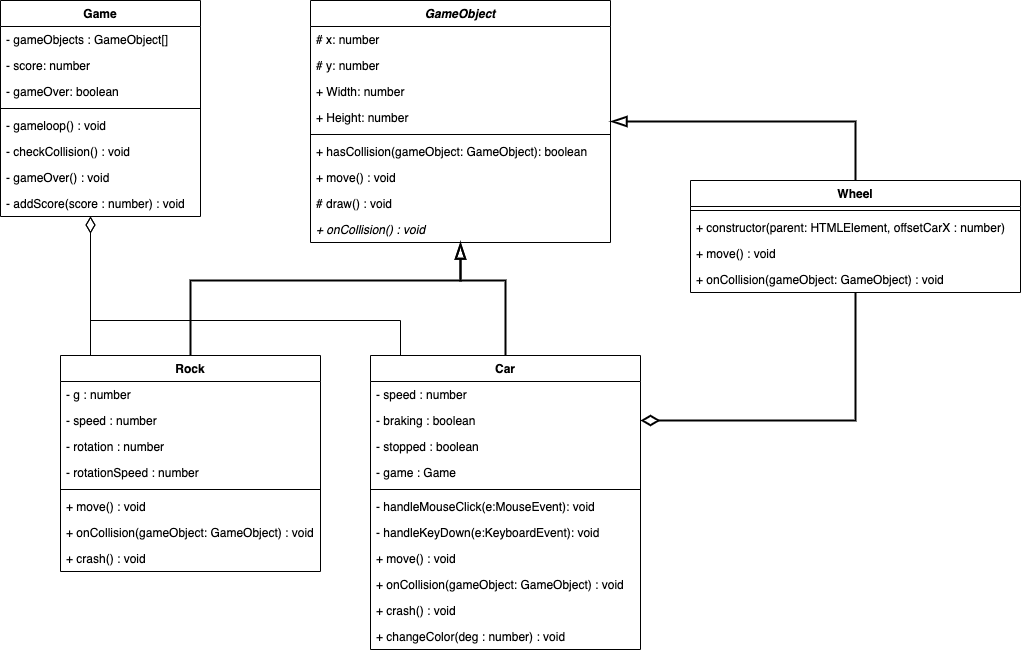 Game
- gameObjects : GameObject[]
- score: number
- gameOver: boolean
- gameloop() : void
- checkCollision() : void
- gameOver() : void
- addScore(score : number) : void
GameObject
# x: number
# y: number
+ Width: number
+ Height: number
+ hasCollision(gameObject: GameObject): boolean
+ move() : void
# draw() : void
+ onCollision() : void
Wheel
+ constructor(parent: HTMLElement, offsetCarX : number)
+ move() : void
+ onCollision(gameObject: GameObject) : void
Rock
- g : number
- speed : number
- rotation : number
- rotationSpeed : number
+ move() : void
+ onCollision(gameObject: GameObject) : void
+ crash() : void
Car
- speed : number
- braking : boolean
- stopped : boolean
- game : Game
- handleMouseClick(e:MouseEvent): void
- handleKeyDown(e:KeyboardEvent): void
+ move() : void
+ onCollision(gameObject: GameObject) : void
+ crash() : void
+ changeColor(deg : number) : void